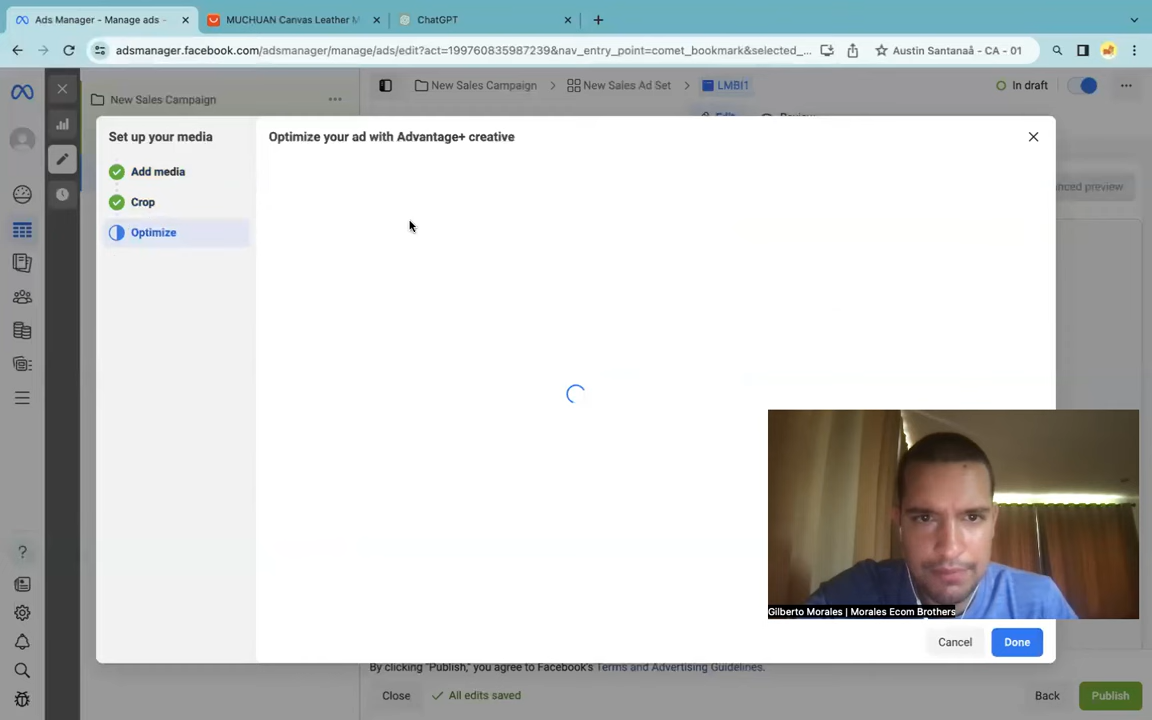 Ads Manager - Manage ads -
MUCHUAN Canvas Leather M
ChatGPT
adsmanager.facebook.com/adsmanager/manage/ads/edit?act=199760835987239&nav_entry_point=comet_bookmark&selected_...
Austin Santanaå - CA - 01
New Sales Campaign
New Sales Campaign
New Sales Ad Set
LMBI1
In draft
Set up your media
Optimize your ad with Advantage+ creative
Add media
Crop
Optimize
Gilberto Morales | Morales Ecom Brothers
Cancel
Done
By clicking "Publish," you agree to Facebook's Terms and Advertising Guidelines.
Close
All edits saved
Back
Publish